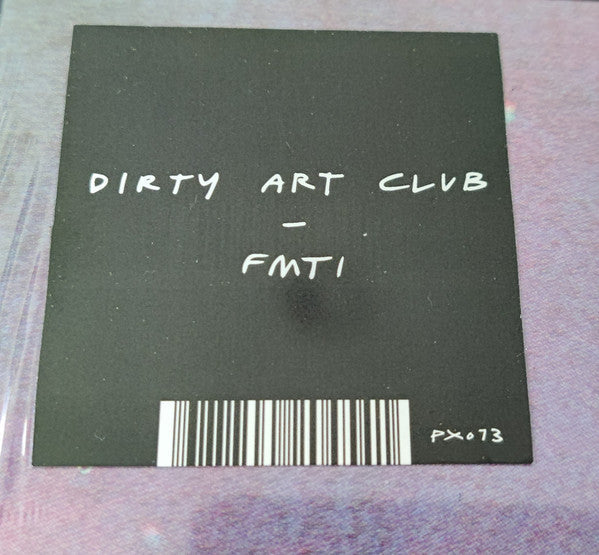 DIRTY ART CLUB
–
FMTI
PX073